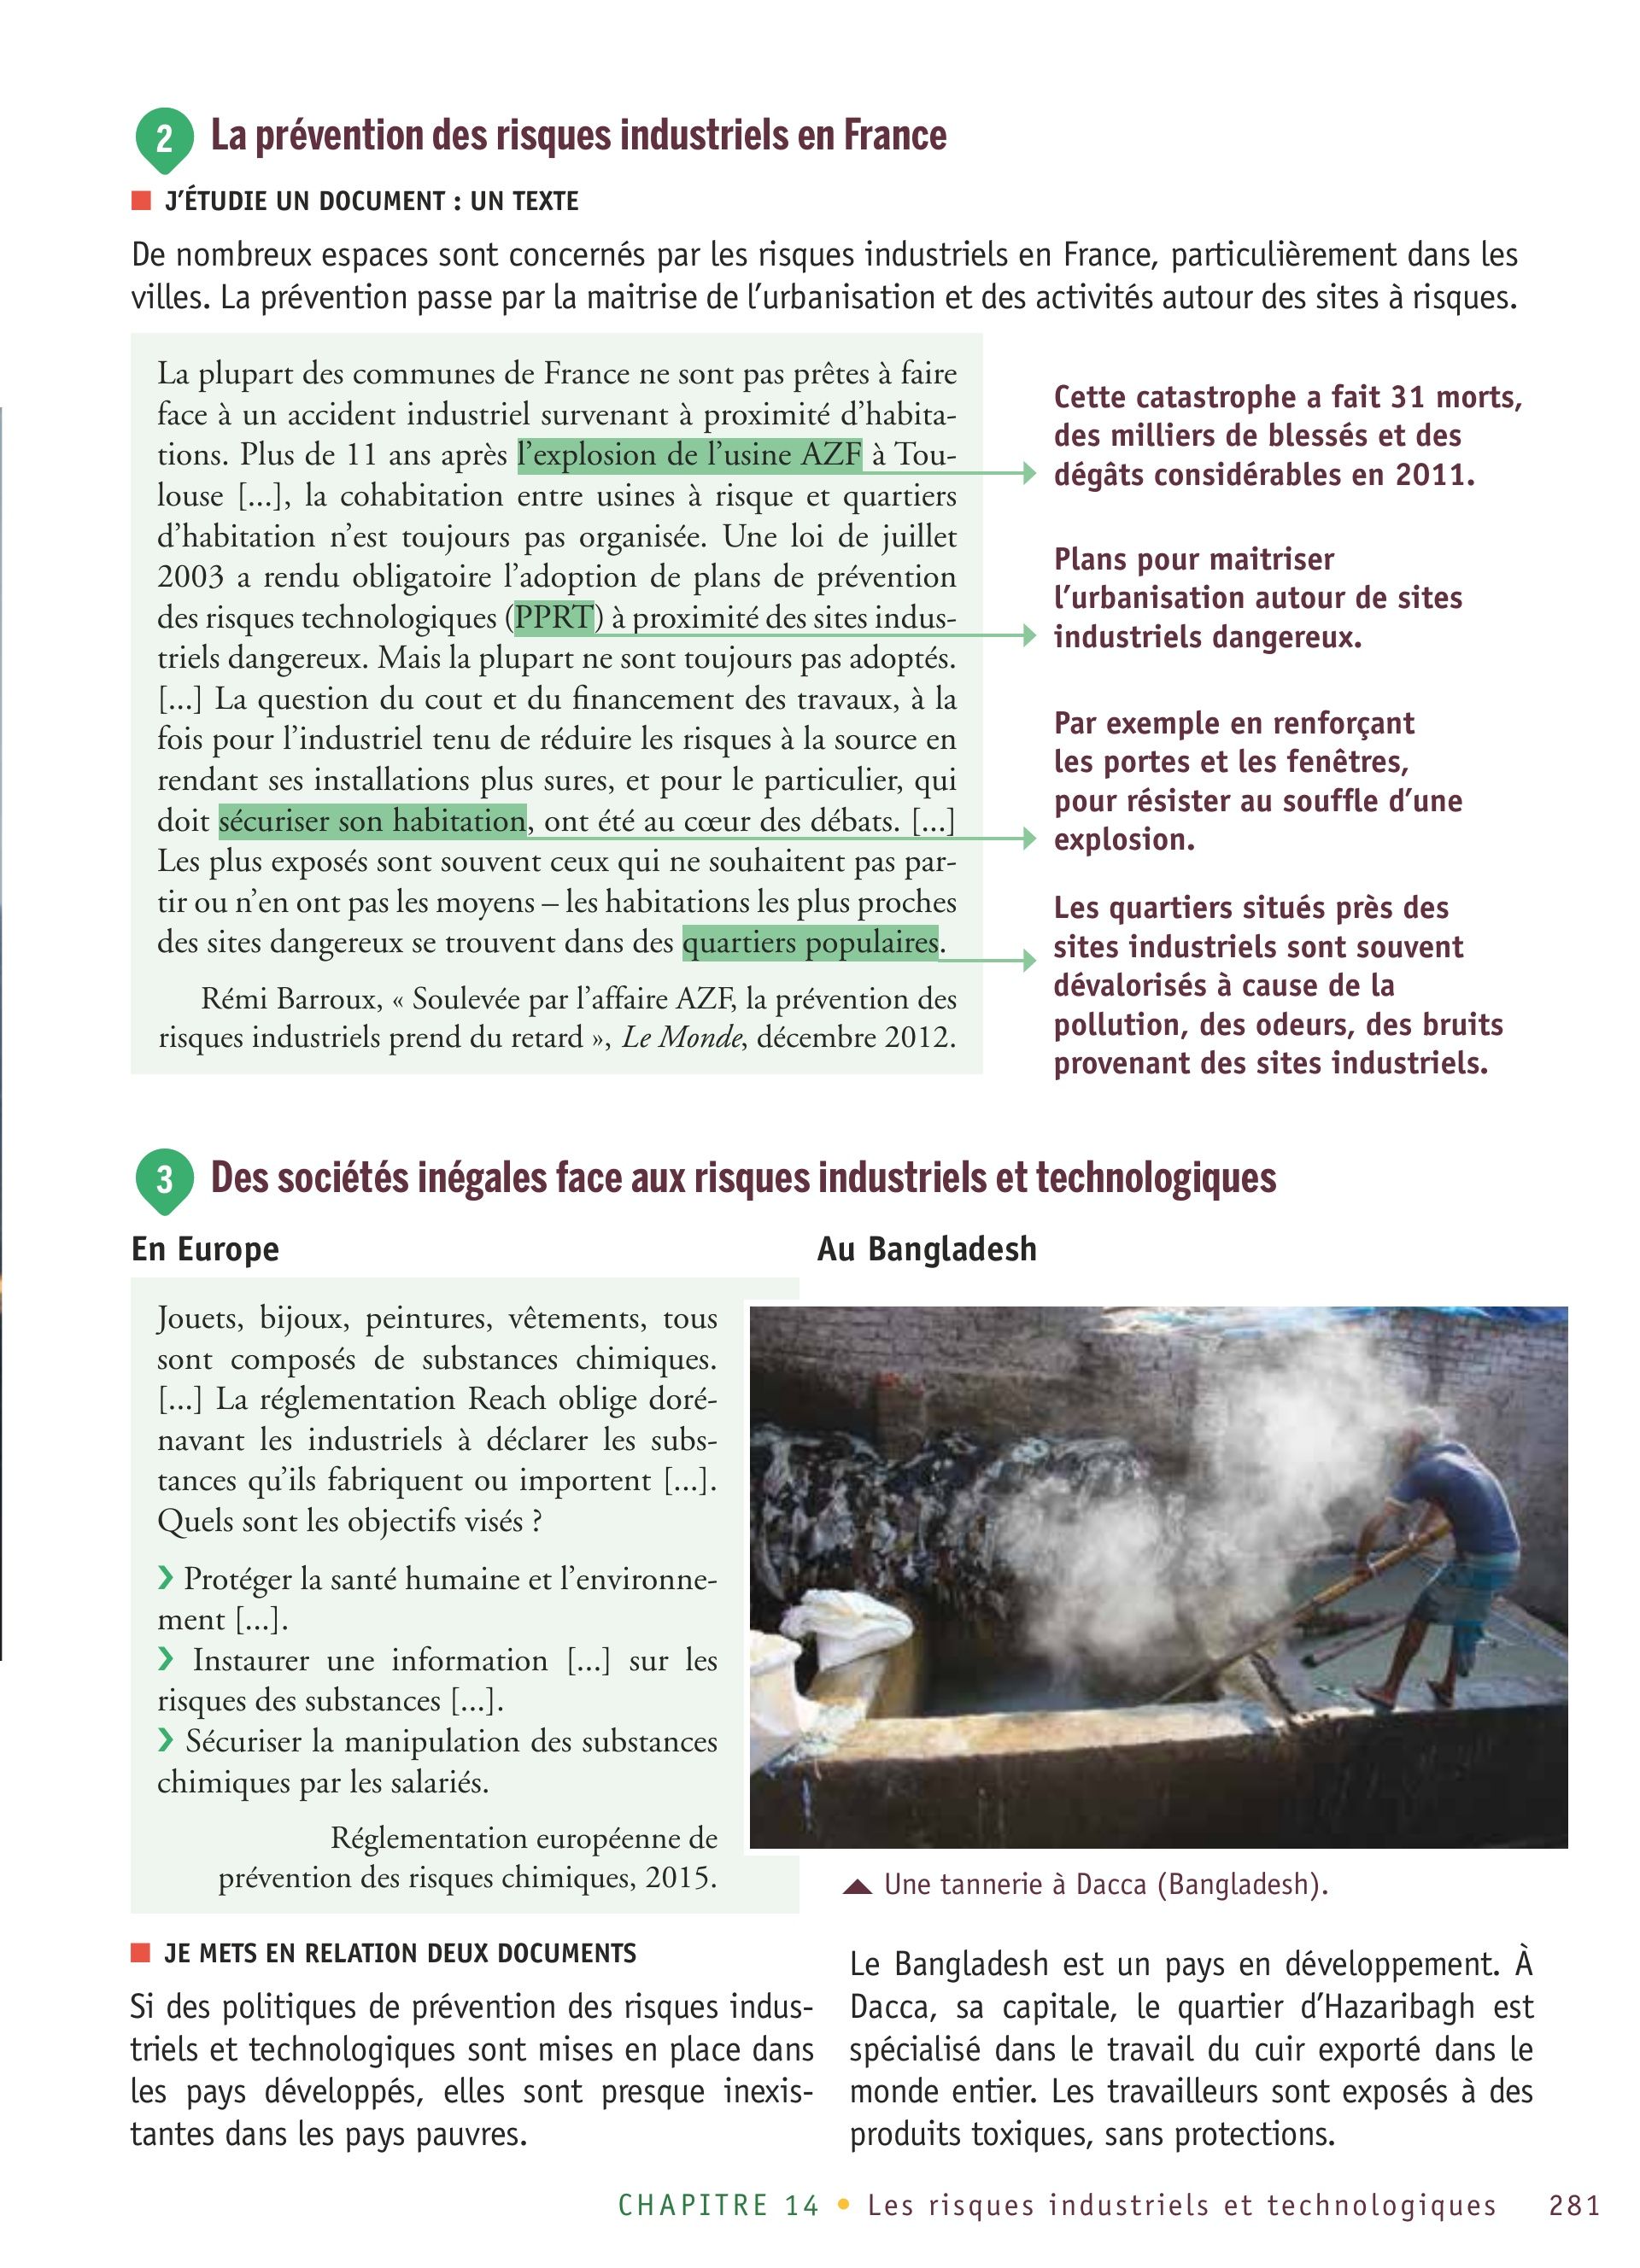 2 La prévention des risques industriels en France
■ J'ÉTUDIE UN DOCUMENT : UN TEXTE
De nombreux espaces sont concernés par les risques industriels en France, particulièrement dans les
villes. La prévention passe par la maitrise de l'urbanisation et des activités autour des sites à risques.
La plupart des communes de France ne sont pas prêtes à faire
face à un accident industriel survenant à proximité d'habita-
tions. Plus de 11 ans après l'explosion de l'usine AZF à Tou-
louse [...], la cohabitation entre usines à risque et quartiers
d'habitation n'est toujours pas organisée. Une loi de juillet
2003 a rendu obligatoire l'adoption de plans de prévention
des risques technologiques (PPRT) à proximité des sites indus-
triels dangereux. Mais la plupart ne sont toujours pas adoptés.
[...] La question du cout et du financement des travaux, à la
fois pour l'industriel tenu de réduire les risques à la source en
rendant ses installations plus sures, et pour le particulier, qui
doit sécuriser son habitation, ont été au cœur des débats. [...]
Les plus exposés sont souvent ceux qui ne souhaitent pas par-
tir ou n'en ont pas les moyens – les habitations les plus proches
des sites dangereux se trouvent dans des quartiers populaires.
Rémi Barroux, « Soulevée par l'affaire AZF, la prévention des
risques industriels prend du retard », Le Monde, décembre 2012.
Cette catastrophe a fait 31 morts,
des milliers de blessés et des
dégâts considérables en 2011.
Plans pour maitriser
l'urbanisation autour de sites
industriels dangereux.
Par exemple en renforçant
les portes et les fenêtres,
pour résister au souffle d'une
explosion.
Les quartiers situés près des
sites industriels sont souvent
dévalorisés à cause de la
pollution, des odeurs, des bruits
provenant des sites industriels.
3 Des sociétés inégales face aux risques industriels et technologiques
En Europe
Jouets, bijoux, peintures, vêtements, tous
sont composés de substances chimiques.
[...] La réglementation Reach oblige doré-
navant les industriels à déclarer les subs-
tances qu'ils fabriquent ou importent [...].
Quels sont les objectifs visés ?
› Protéger la santé humaine et l'environne-
ment [...].
› Instaurer une information [...] sur les
risques des substances [...].
› Sécuriser la manipulation des substances
chimiques par les salariés.
Réglementation européenne de
prévention des risques chimiques, 2015.
Au Bangladesh
▲ Une tannerie à Dacca (Bangladesh).
■ JE METS EN RELATION DEUX DOCUMENTS
Si des politiques de prévention des risques indus-
triels et technologiques sont mises en place dans
les pays développés, elles sont presque inexis-
tantes dans les pays pauvres.
Le Bangladesh est un pays en développement. À
Dacca, sa capitale, le quartier d'Hazaribagh est
spécialisé dans le travail du cuir exporté dans le
monde entier. Les travailleurs sont exposés à des
produits toxiques, sans protections.
CHAPITRE 14 • Les risques industriels et technologiques 281